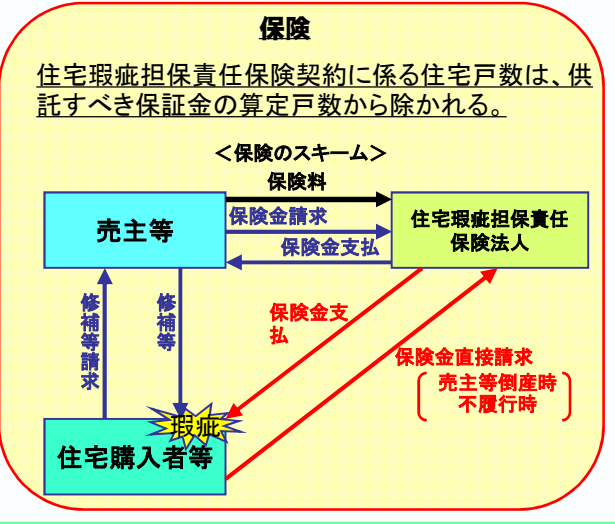 保険
住宅瑕疵担保責任保険契約に係る住宅戸数は、供
託すべき保証金の算定戸数から除かれる。
＜保険のスキーム＞
保険料
売主等
保険金請求
保険金支払
住宅瑕疵担保責任
保険法人
修補等請求
修補等
保険金支
払
保険金直接請求
売主等倒産時
不履行時
瑕疵
住宅購入者等